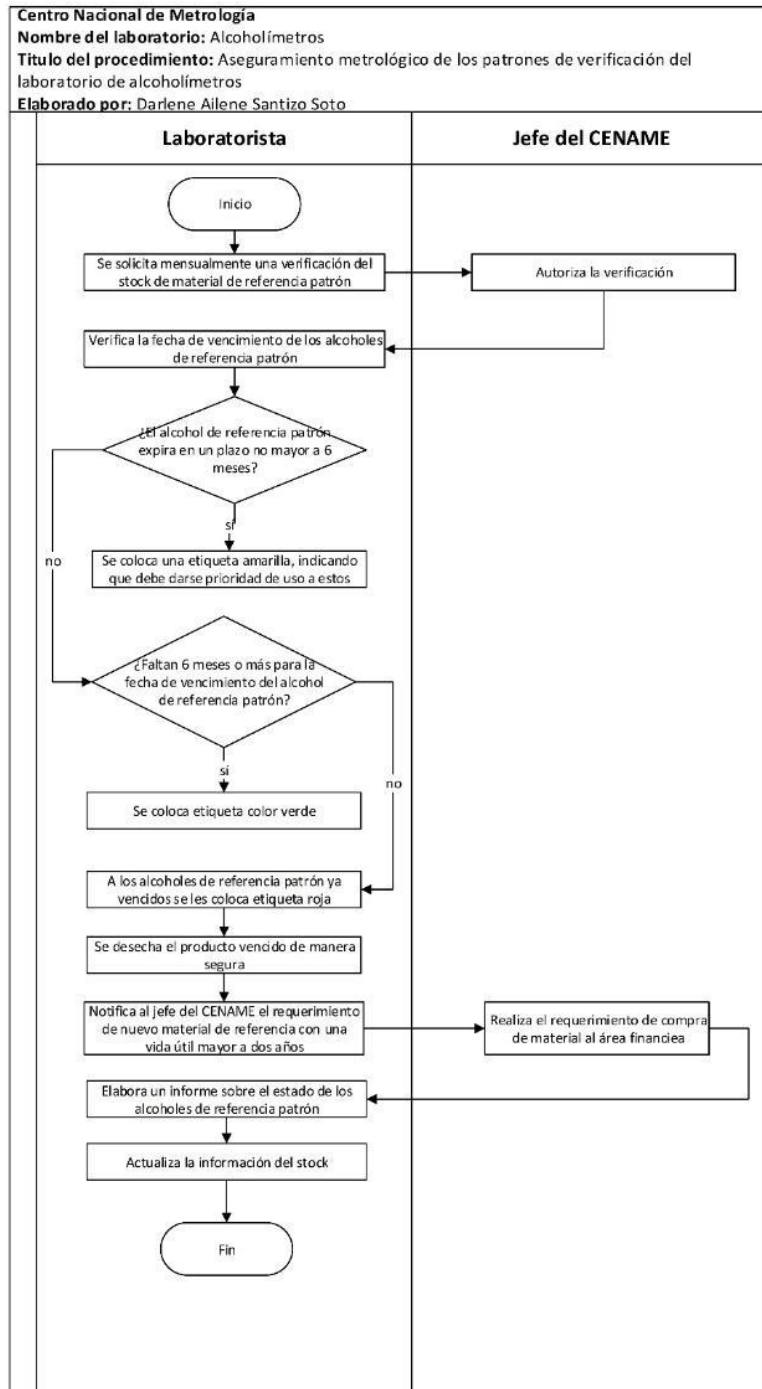 Centro Nacional de Metrología
Nombre del laboratorio: Alcoholímetros
Titulo del procedimiento: Aseguramiento metrológico de los patrones de verificación del
laboratorio de alcoholímetros
Elaborado por: Darlene Ailene Santizo Soto
Laboratorista
Jefe del CENAME
Inicio
Se solicita mensualmente una verificación del
stock de material de referencia patrón
Autoriza la verificación
Verifica la fecha de vencimiento de los alcoholes
de referencia patrón
¿El alcohol de referencia patrón
expira en un plazo no mayor a 6
meses?
sí
no
Se coloca una etiqueta amarilla, indicando
que debe darse prioridad de uso a estos
¿Faltan 6 meses o más para la
fecha de vencimiento del alcohol
de referencia patrón?
sí
no
Se coloca etiqueta color verde
A los alcoholes de referencia patrón ya
vencidos se les coloca etiqueta roja
Se desecha el producto vencido de manera
segura
Notifica al jefe del CENAME el requerimiento
de nuevo material de referencia con una
vida útil mayor a dos años
Realiza el requerimiento de compra
de material al área financiea
Elabora un informe sobre el estado de los
alcoholes de referencia patrón
Actualiza la información del stock
Fin